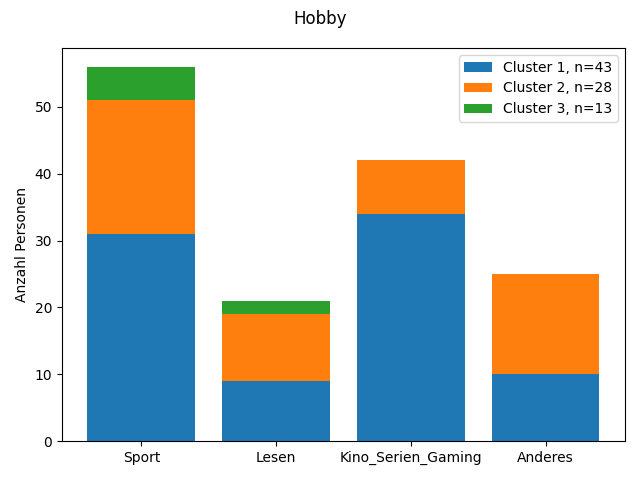 Hobby
Cluster 1, n=43
Cluster 2, n=28
Cluster 3, n=13
Anzahl Personen
50
40
30
20
10
0
Sport Lesen Kino_Serien_Gaming Anderes